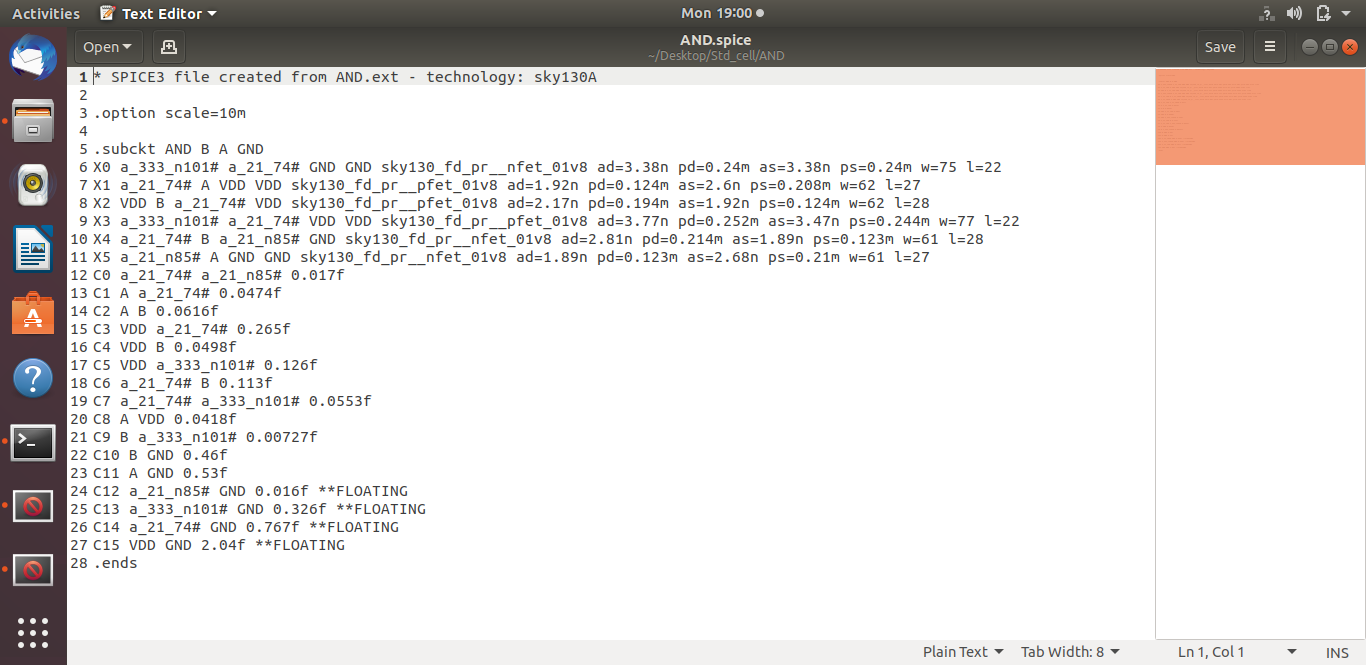 Activities Text Editor Mon 19:00
Open AND.spice Save
~/Desktop/Std_cell/AND
1 * SPICE3 file created from AND.ext - technology: sky130A
2
3 .option scale=10m
4
5 .subckt AND B A GND
6 X0 a_333_n101# a_21_74# GND GND sky130_fd_pr__nfet_01v8 ad=3.38n pd=0.24m as=3.38n ps=0.24m w=75 l=22
7 X1 a_21_74# A VDD VDD sky130_fd_pr__pfet_01v8 ad=1.92n pd=0.124m as=2.6n ps=0.208m w=62 l=27
8 X2 VDD B a_21_74# VDD sky130_fd_pr__pfet_01v8 ad=2.17n pd=0.194m as=1.92n ps=0.124m w=62 l=28
9 X3 a_333_n101# a_21_74# VDD VDD sky130_fd_pr__pfet_01v8 ad=3.77n pd=0.252m as=3.47n ps=0.244m w=77 l=22
10 X4 a_21_74# B a_21_n85# GND sky130_fd_pr__nfet_01v8 ad=2.81n pd=0.214m as=1.89n ps=0.123m w=61 l=28
11 X5 a_21_n85# A GND GND sky130_fd_pr__nfet_01v8 ad=1.89n pd=0.123m as=2.68n ps=0.21m w=61 l=27
12 C0 a_21_74# a_21_n85# 0.017f
13 C1 A a_21_74# 0.0474f
14 C2 A B 0.0616f
15 C3 VDD a_21_74# 0.265f
16 C4 VDD B 0.0498f
17 C5 VDD a_333_n101# 0.126f
18 C6 a_21_74# B 0.113f
19 C7 a_21_74# a_333_n101# 0.0553f
20 C8 A VDD 0.0418f
21 C9 B a_333_n101# 0.00727f
22 C10 B GND 0.46f
23 C11 A GND 0.53f
24 C12 a_21_n85# GND 0.016f **FLOATING
25 C13 a_333_n101# GND 0.326f **FLOATING
26 C14 a_21_74# GND 0.767f **FLOATING
27 C15 VDD GND 2.04f **FLOATING
28 .ends
Plain Text Tab Width: 8 Ln 1, Col 1 INS